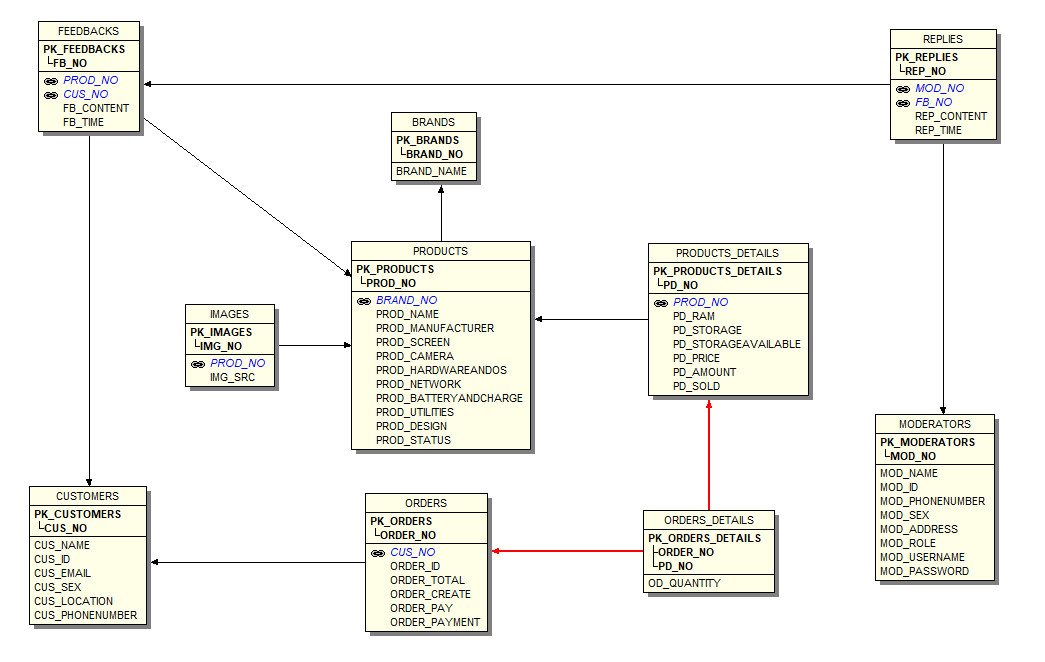 FEEDBACKS
PK_FEEDBACKS
FB_NO
PROD_NO
CUS_NO
FB_CONTENT
FB_TIME
REPLIES
PK_REPLIES
REP_NO
MOD_NO
FB_NO
REP_CONTENT
REP_TIME
BRANDS
PK_BRANDS
BRAND_NO
BRAND_NAME
PRODUCTS
PK_PRODUCTS
PROD_NO
BRAND_NO
PROD_NAME
PROD_MANUFACTURER
PROD_SCREEN
PROD_CAMERA
PROD_HARDWAREANDOS
PROD_NETWORK
PROD_BATTERYANDCHARGE
PROD_UTILITIES
PROD_DESIGN
PROD_STATUS
PRODUCTS_DETAILS
PK_PRODUCTS_DETAILS
PD_NO
PROD_NO
PD_RAM
PD_STORAGE
PD_STORAGEAVAILABLE
PD_PRICE
PD_AMOUNT
PD_SOLD
IMAGES
PK_IMAGES
IMG_NO
PROD_NO
IMG_SRC
MODERATORS
PK_MODERATORS
MOD_NO
MOD_NAME
MOD_ID
MOD_PHONENUMBER
MOD_SEX
MOD_ADDRESS
MOD_ROLE
MOD_USERNAME
MOD_PASSWORD
CUSTOMERS
PK_CUSTOMERS
CUS_NO
CUS_NAME
CUS_ID
CUS_EMAIL
CUS_SEX
CUS_LOCATION
CUS_PHONENUMBER
ORDERS
PK_ORDERS
ORDER_NO
CUS_NO
ORDER_ID
ORDER_TOTAL
ORDER_CREATE
ORDER_PAY
ORDER_PAYMENT
ORDERS_DETAILS
PK_ORDERS_DETAILS
ORDER_NO
PD_NO
OD_QUANTITY